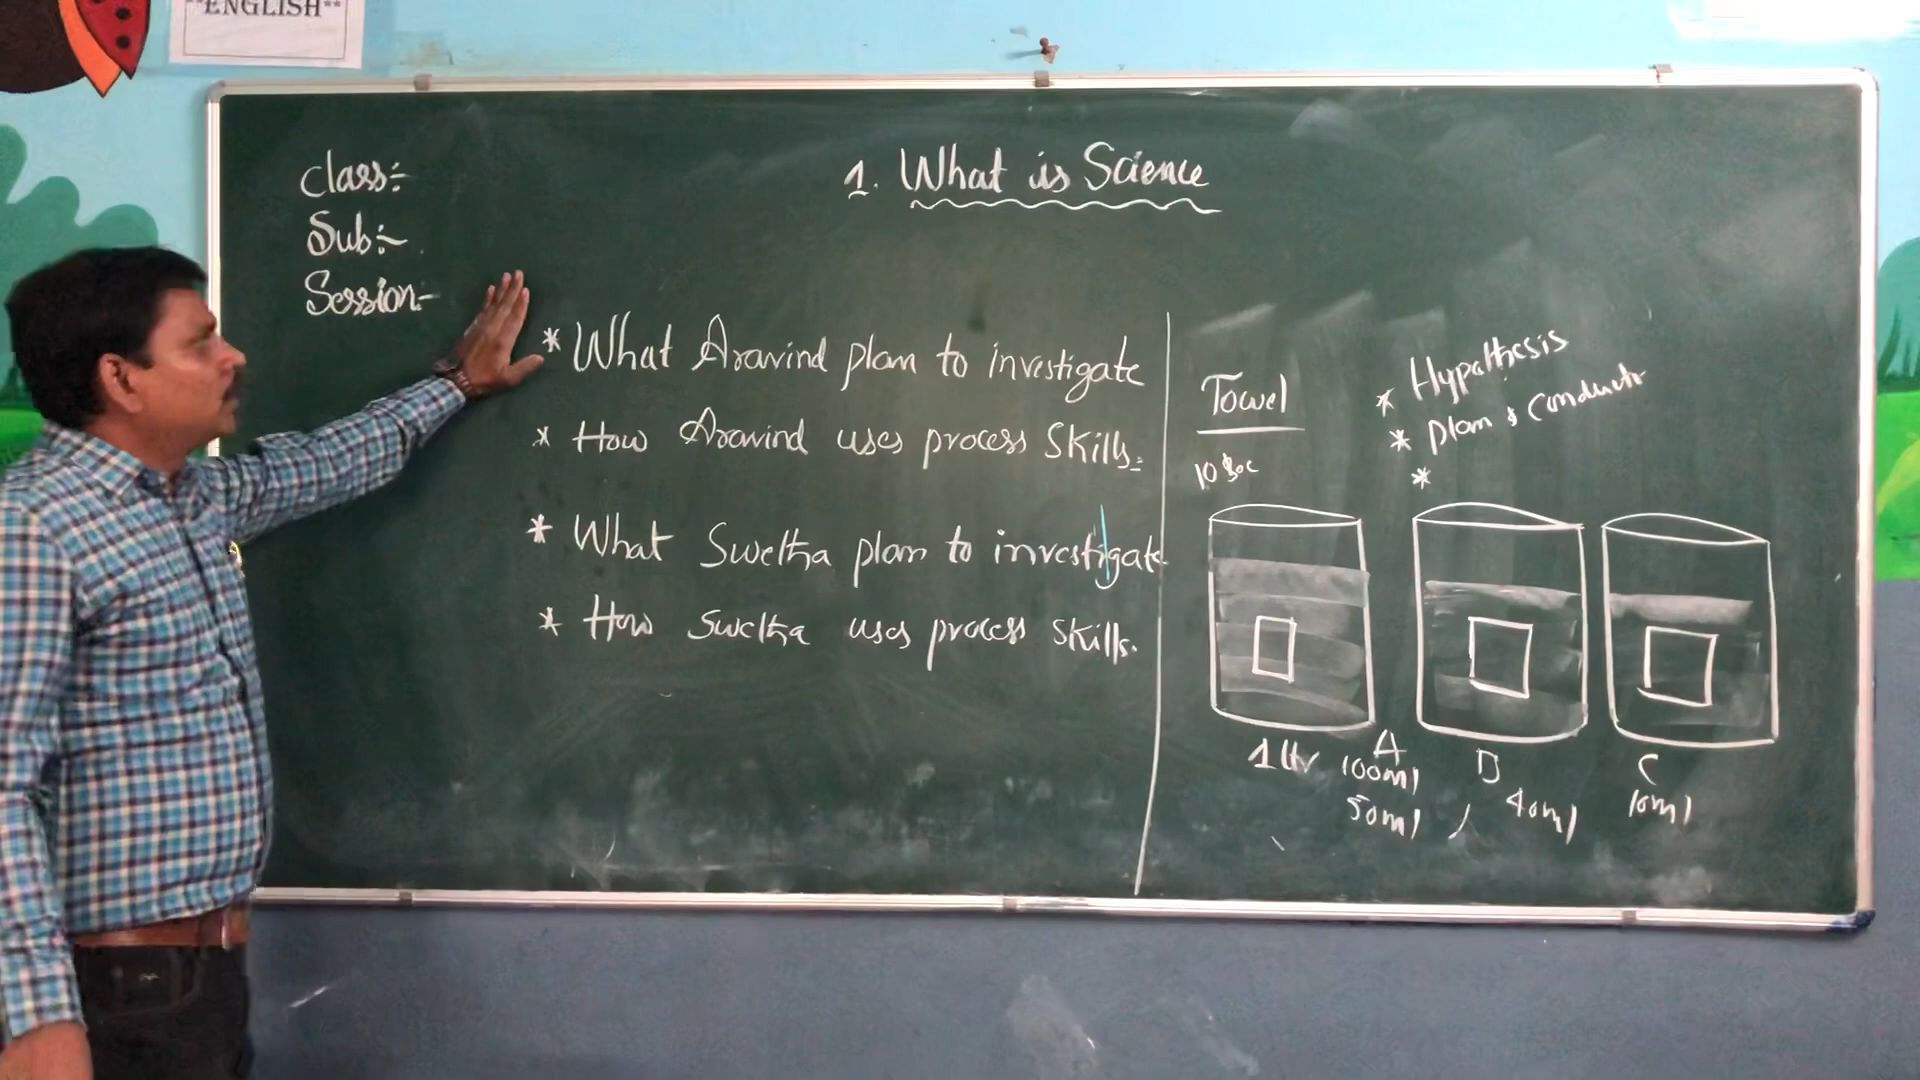 **ENGLISH**
Class:-
Sub:-
Session:-
1. What is Science
* What Aravind plan to investigate
* How Aravind uses process Skills.
* What Swetha plan to investigate
* How Swetha uses process skills.
Towel
10 Sec
* Hypothesis
* Plan & Conduct
*
1 ltr
A
100ml
50ml
B
40ml
C
10ml